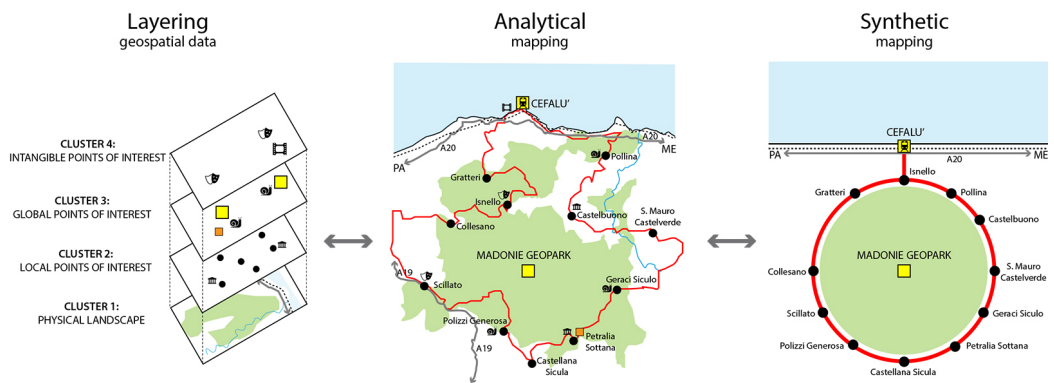 Layering
geospatial data
CLUSTER 4:
INTANGIBLE POINTS OF INTEREST
CLUSTER 3:
GLOBAL POINTS OF INTEREST
CLUSTER 2:
LOCAL POINTS OF INTEREST
CLUSTER 1:
PHYSICAL LANDSCAPE
Analytical
mapping
CEFALU'
A20
A20
PA
ME
Pollina
Gratteri
Isnello
Castelbuono
Collesano
S. Mauro
Castelverde
MADONIE GEOPARK
A19
Scillato
Geraci Siculo
Polizzi Generosa
Petralia
Sottana
A19
Castellana
Sicula
Synthetic
mapping
CEFALU'
PA
A20
ME
Isnello
Gratteri
Pollina
Castelbuono
MADONIE GEOPARK
Collesano
S. Mauro
Castelverde
Scillato
Geraci Siculo
Polizzi Generosa
Petralia Sottana
Castellana Sicula